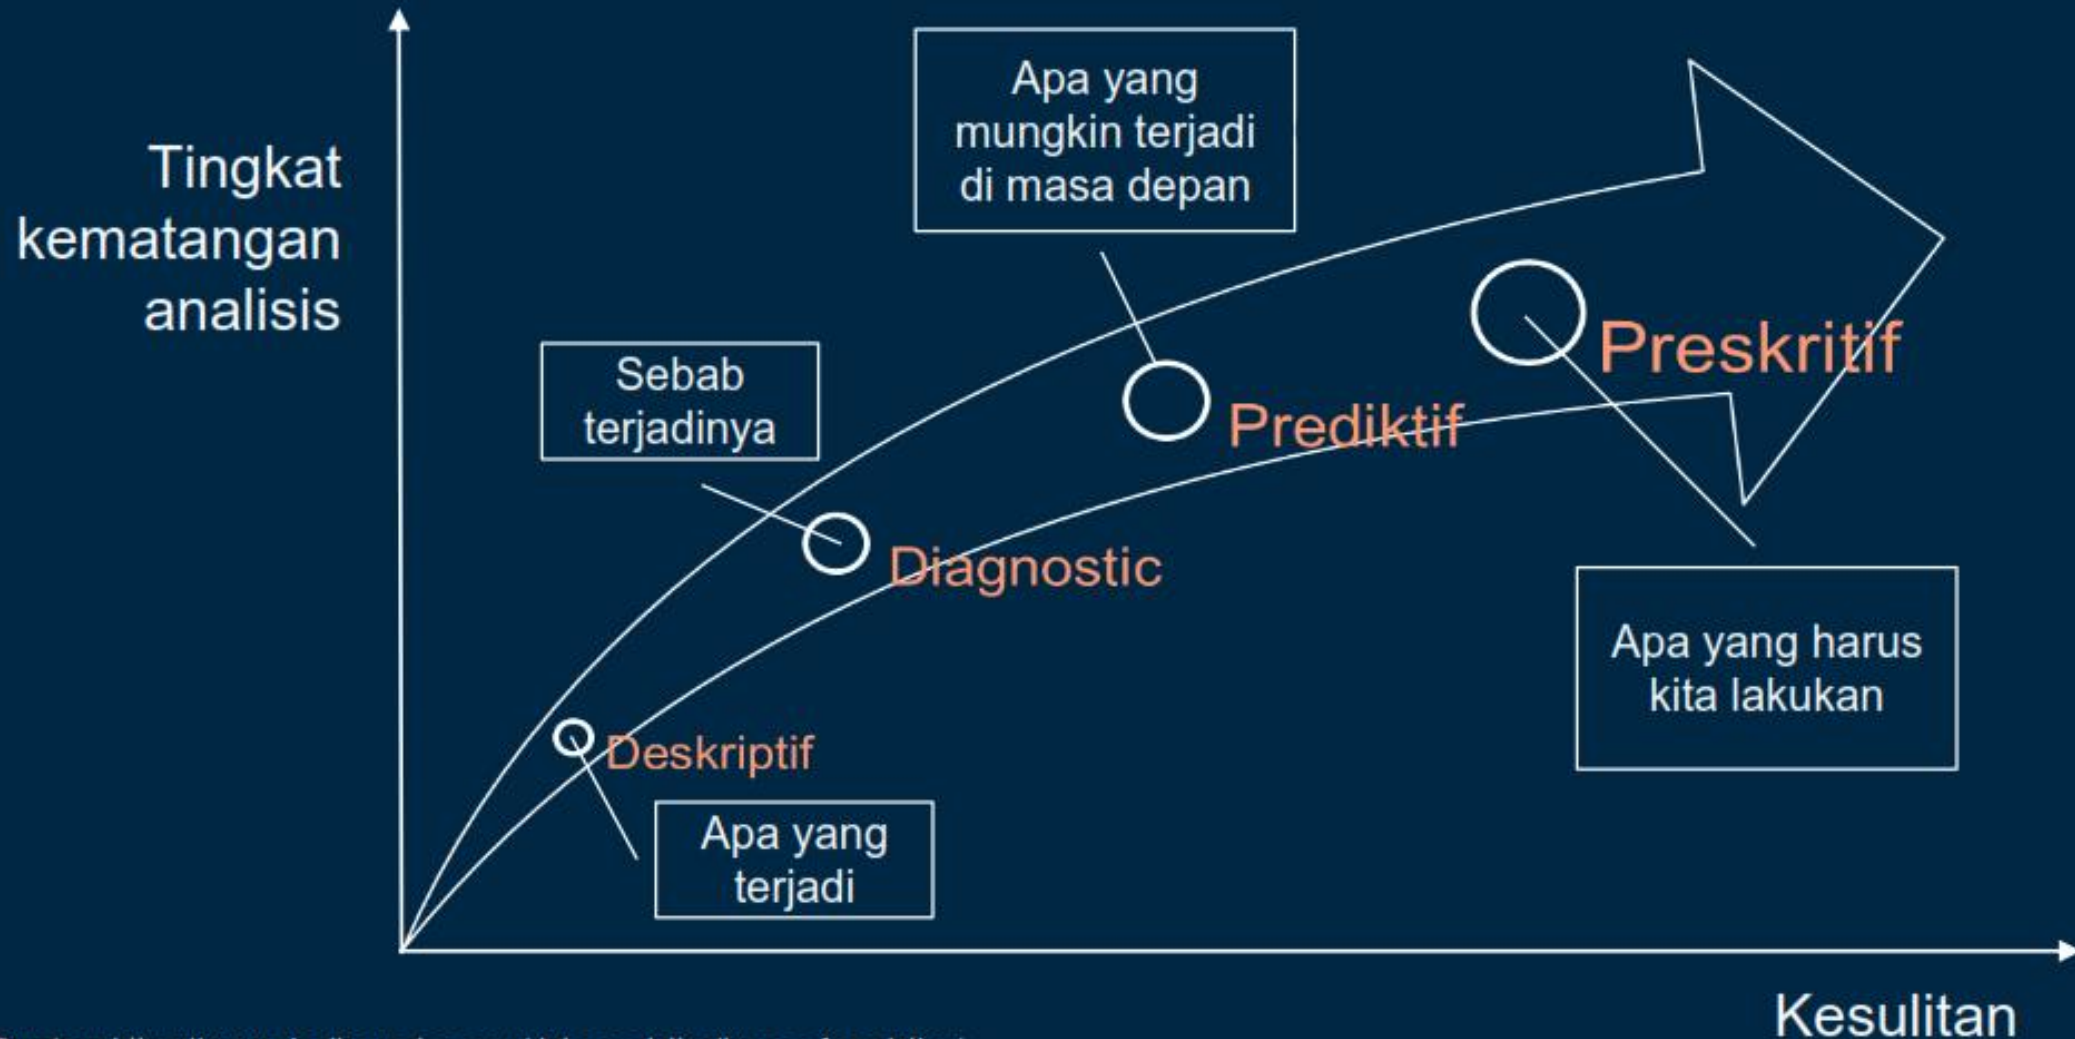 Tingkat
kematangan
analisis
Apa yang
mungkin terjadi
di masa depan
Sebab
terjadinya
Preskritif
Prediktif
Diagnostic
Deskriptif
Apa yang harus
kita lakukan
Apa yang
terjadi
Kesulitan